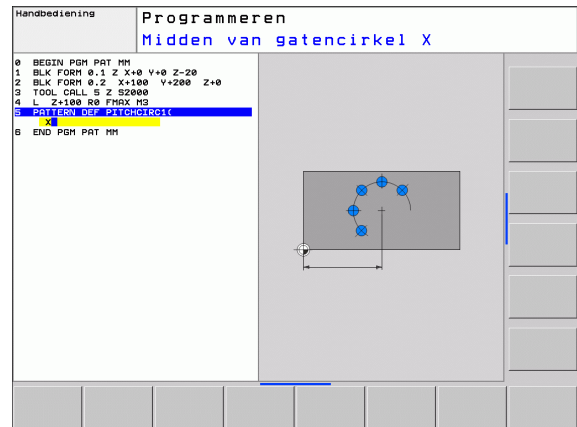 Handbediening
Programmeren
Midden van gatencirkel X
0 BEGIN PGM PAT MM
1 BLK FORM 0.1 Z X+0 Y+0 Z-20
2 BLK FORM 0.2 X+100 Y+200 Z+0
3 TOOL CALL 5 Z S2000
4 L Z+100 R0 FMAX M3
5 PATTERN DEF PITCHCIRC1(
X
6 END PGM PAT MM